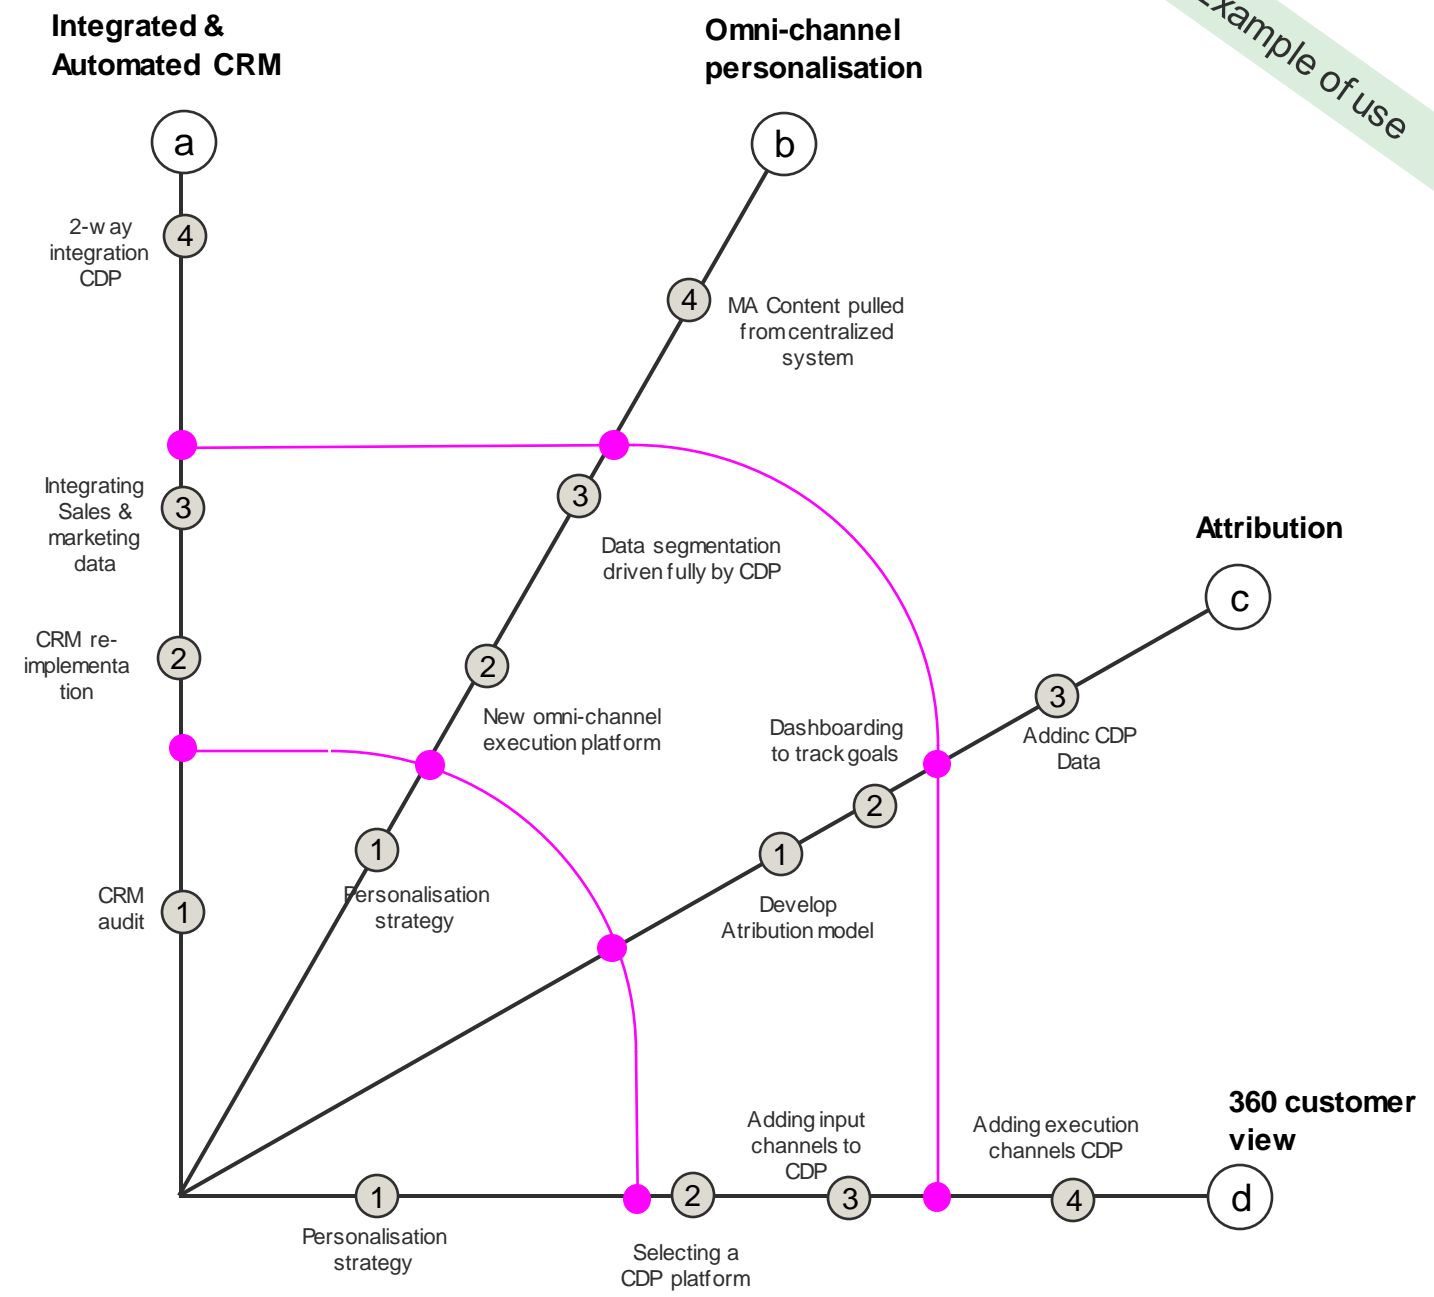 Integrated &
Automated CRM
Omni-channel
personalisation
Example of use
a
b
2-way
integration
CDP
4
4
MA Content pulled
from centralized
system
Integrating
Sales &
marketing
data
3
3
Data segmentation
driven fully by CDP
Attribution
c
CRM re-
implementa
tion
2
2
New omni-channel
execution platform
3
Addinc CDP
Data
Dashboarding
to track goals
2
1
Develop
Atribution model
1
Personalisation
strategy
CRM
audit
1
360 customer
view
d
Adding input
channels to
CDP
Adding execution
channels CDP
1
2
3
4
Personalisation
strategy
Selecting a
CDP platform